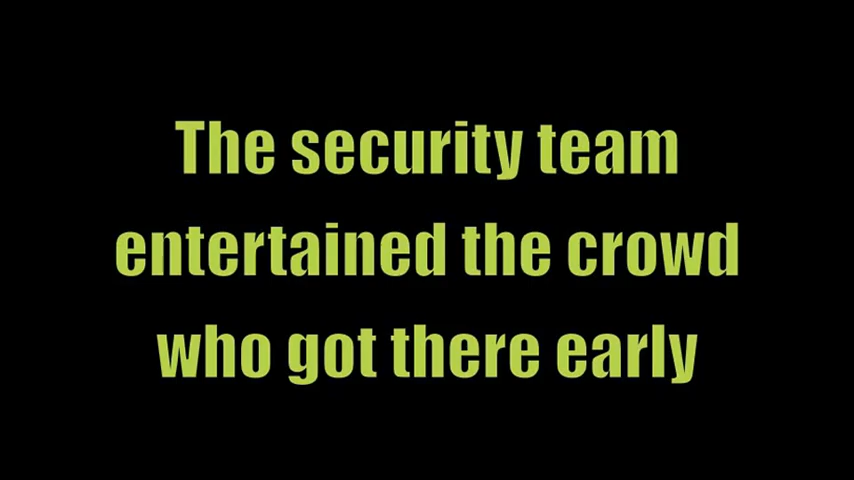 The security team
entertained the crowd
who got there early